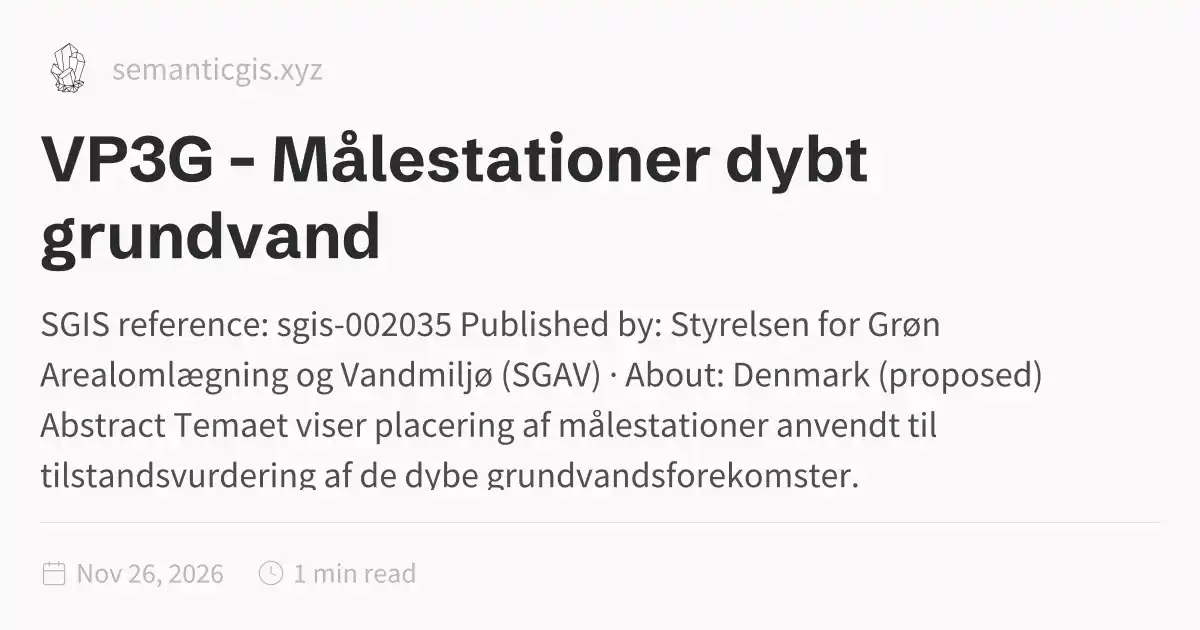 semanticgis.xyz
VP3G - Målestationer dybt
grundvand
SGIS reference: sgis-002035 Published by: Styrelsen for Grøn
Arealomlægning og Vandmiljø (SGAV) · About: Denmark (proposed)
Abstract Temaet viser placering af målestationer anvendt til
tilstandsvurdering af de dybe grundvandsforekomster.
Nov 26, 2026 1 min read